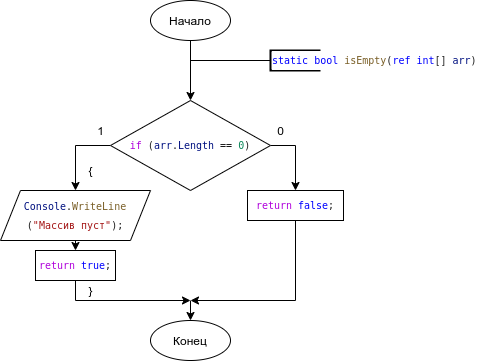 Начало
static bool isEmpty(ref int[] arr)
1
if (arr.Length == 0)
0
{
Console.WriteLine
("Массив пуст");
return false;
return true;
}
Конец